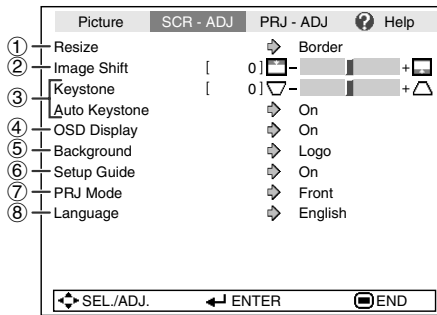 Picture SCR - ADJ PRJ - ADJ ? Help
① Resize Border
② Image Shift [ 0 ] − +
③ Keystone [ 0 ] − +
Auto Keystone On
④ OSD Display On
⑤ Background Logo
⑥ Setup Guide On
⑦ PRJ Mode Front
⑧ Language English
SEL./ADJ. ENTER END